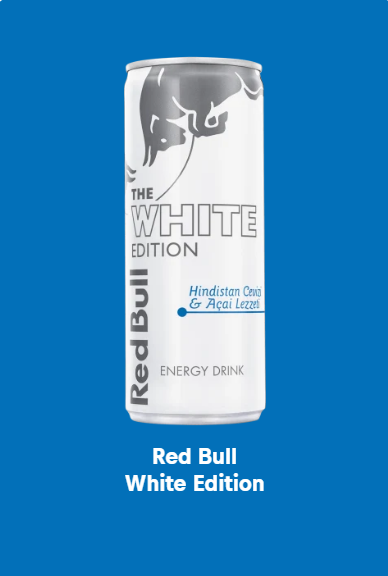 THE
WHITE
EDITION
Red Bull
Hindistan Cevizi
& Açai Lezzeti
ENERGY DRINK
Red Bull
White Edition